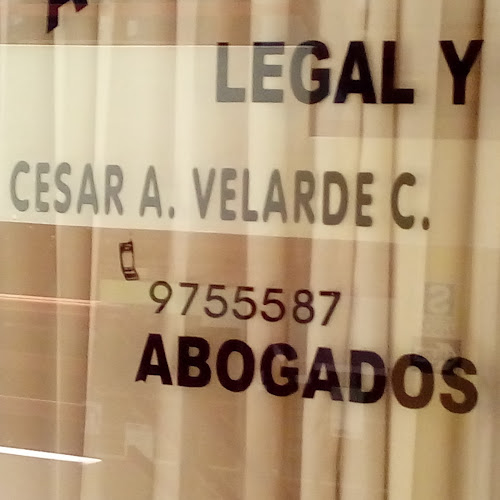 LEGAL Y
CESAR A. VELARDE C.
9755587
ABOGADOS